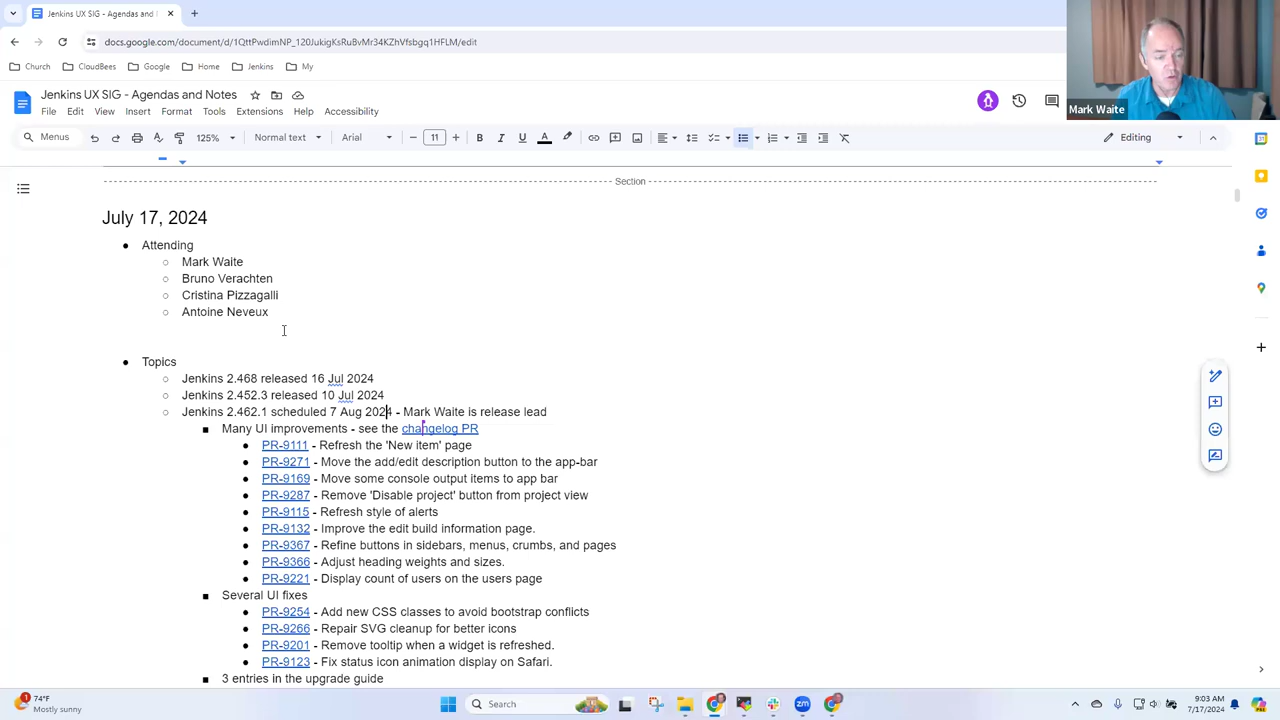 Jenkins UX SIG - Agendas and N
docs.google.com/document/d/1QttPwdimNP_120JukigKsRuBvMr34KZhVfsbgq1HFLM/edit
Church
CloudBees
Google
Home
Jenkins
My
Mark Waite
Jenkins UX SIG - Agendas and Notes
File Edit View Insert Format Tools Extensions Help Accessibility
Menus
125%
Normal text
Arial
11
Editing
Section
July 17, 2024
Attending
Mark Waite
Bruno Verachten
Cristina Pizzagalli
Antoine Neveux
Topics
Jenkins 2.468 released 16 Jul 2024
Jenkins 2.452.3 released 10 Jul 2024
Jenkins 2.462.1 scheduled 7 Aug 2024 - Mark Waite is release lead
Many UI improvements - see the changelog PR
PR-9111 - Refresh the 'New item' page
PR-9271 - Move the add/edit description button to the app-bar
PR-9169 - Move some console output items to app bar
PR-9287 - Remove 'Disable project' button from project view
PR-9115 - Refresh style of alerts
PR-9132 - Improve the edit build information page.
PR-9367 - Refine buttons in sidebars, menus, crumbs, and pages
PR-9366 - Adjust heading weights and sizes.
PR-9221 - Display count of users on the users page
Several UI fixes
PR-9254 - Add new CSS classes to avoid bootstrap conflicts
PR-9266 - Repair SVG cleanup for better icons
PR-9201 - Remove tooltip when a widget is refreshed.
PR-9123 - Fix status icon animation display on Safari.
3 entries in the upgrade guide
1
74°F
Mostly sunny
Search
zm
9:03 AM
7/17/2024